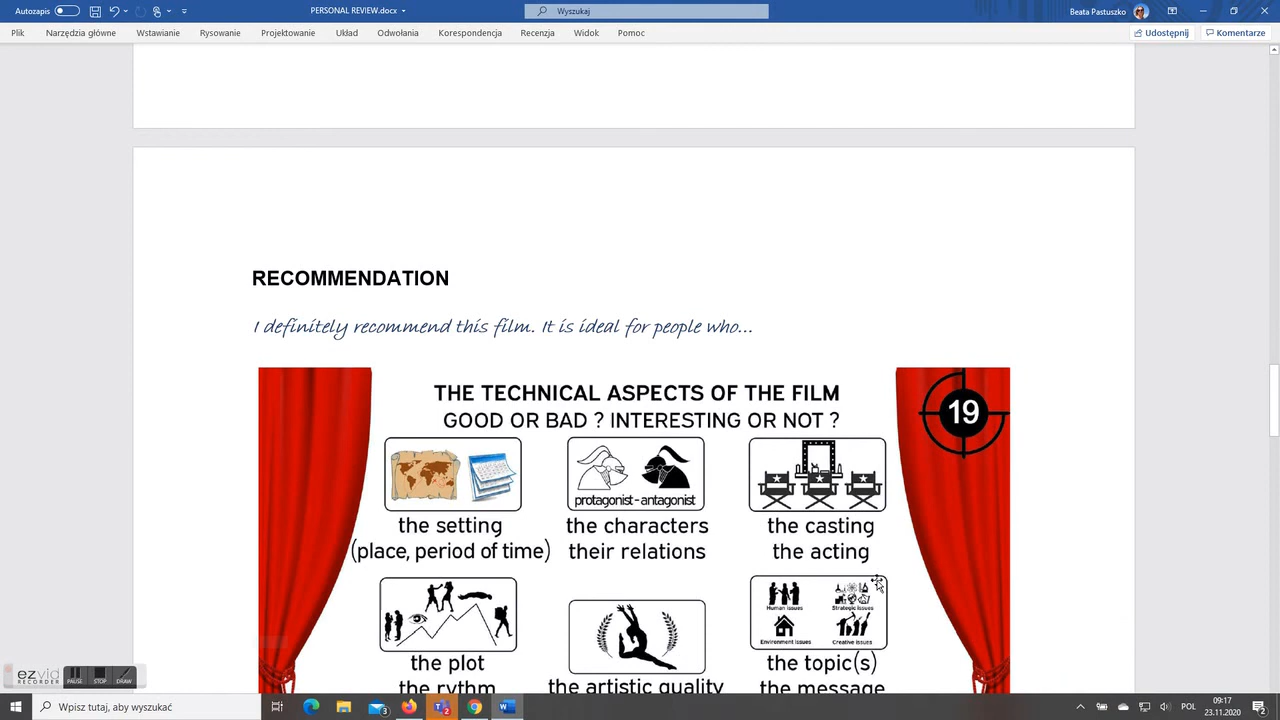 Autozapis
PERSONAL REVIEW.docx
Wyszukaj
Beata Pastuszko
Plik
Narzędzia główne
Wstawianie
Rysowanie
Projektowanie
Układ
Odwołania
Korespondencja
Recenzja
Widok
Pomoc
Udostępnij
Komentarze
RECOMMENDATION
I definitely recommend this film. It is ideal for people who...
THE TECHNICAL ASPECTS OF THE FILM
GOOD OR BAD ? INTERESTING OR NOT ?
19
protagonist - antagonist
the setting
(place, period of time)
the characters
their relations
the casting
the acting
Human issues
Strategic issues
Environment issues
Creative issues
the plot
the rythm
the artistic quality
the topic(s)
the message
ezvid
RECORDER
PAUSE
STOP
DRAW
Wpisz tutaj, aby wyszukać
3
2
POL
09:17
23.11.2020
2